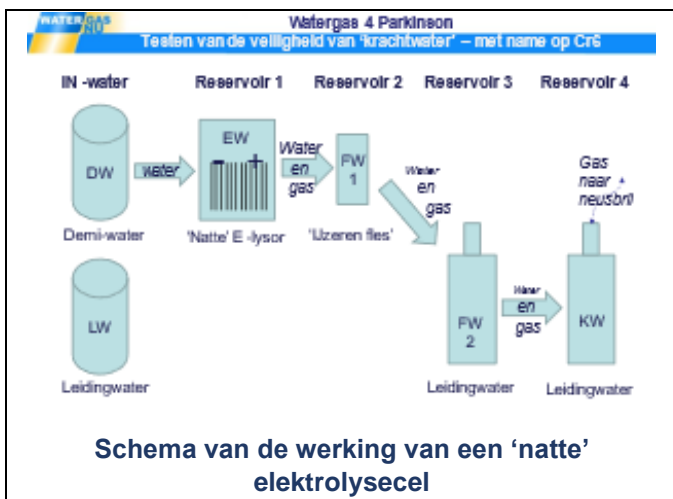 WATER GAS
NU
Watergas 4 Parkinson
Testen van de veiligheid van 'krachtwater' – met name op Cr6
IN -water
Reservoir 1
Reservoir 2
Reservoir 3
Reservoir 4
DW
water
EW
- +
Water
en
gas
FW
1
Water
en
gas
Gas
naar
neusbril
Demi-water
'Natte' E -lysor
'IJzeren fles'
LW
FW
2
Water
en
gas
KW
Leidingwater
Leidingwater
Leidingwater
Schema van de werking van een 'natte'
elektrolysecel